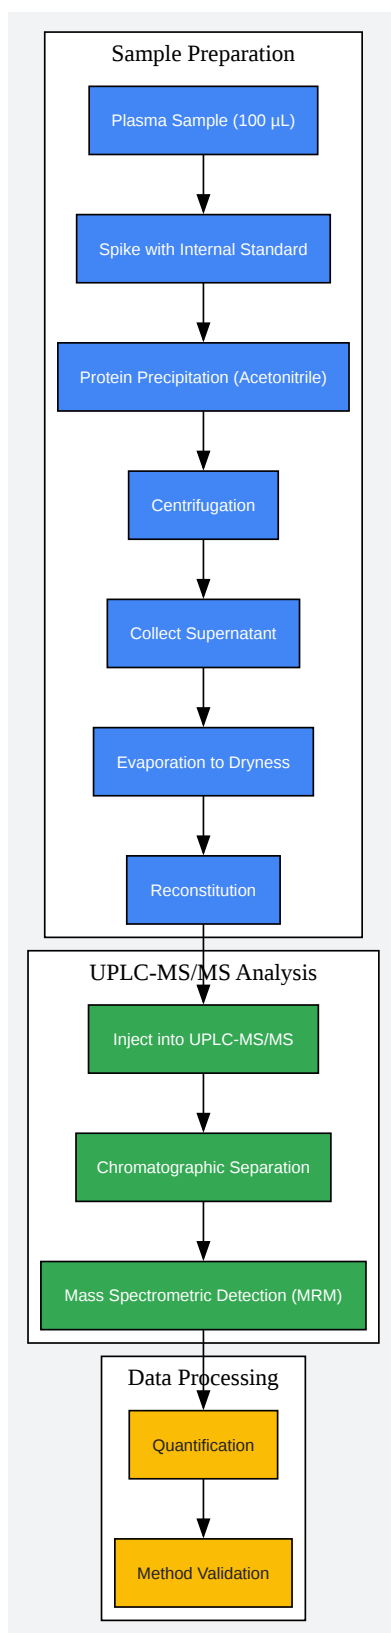 Sample Preparation
Plasma Sample (100 µL)
Spike with Internal Standard
Protein Precipitation (Acetonitrile)
Centrifugation
Collect Supernatant
Evaporation to Dryness
Reconstitution
UPLC-MS/MS Analysis
Inject into UPLC-MS/MS
Chromatographic Separation
Mass Spectrometric Detection (MRM)
Data Processing
Quantification
Method Validation